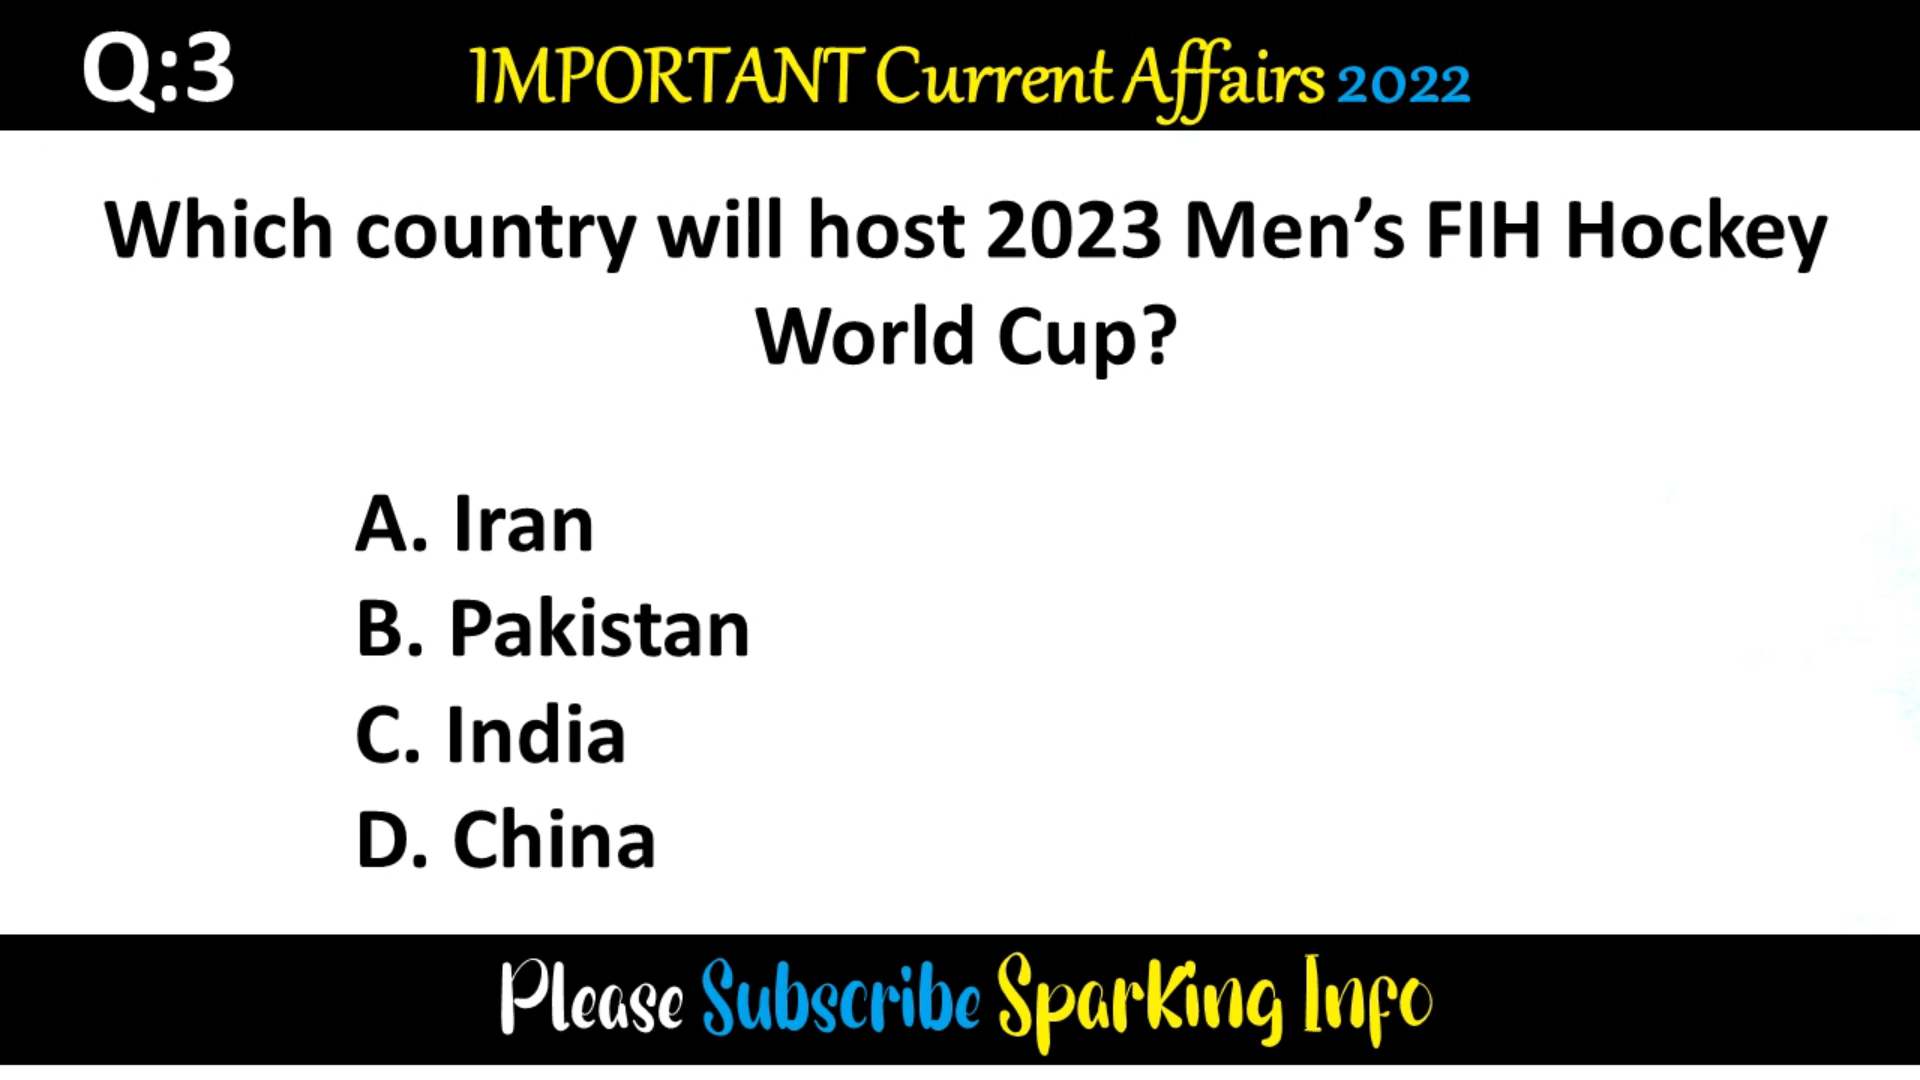 Q:3 IMPORTANT Current Affairs 2022
Which country will host 2023 Men’s FIH Hockey
World Cup?
A. Iran
B. Pakistan
C. India
D. China
Please Subscribe Sparking Info